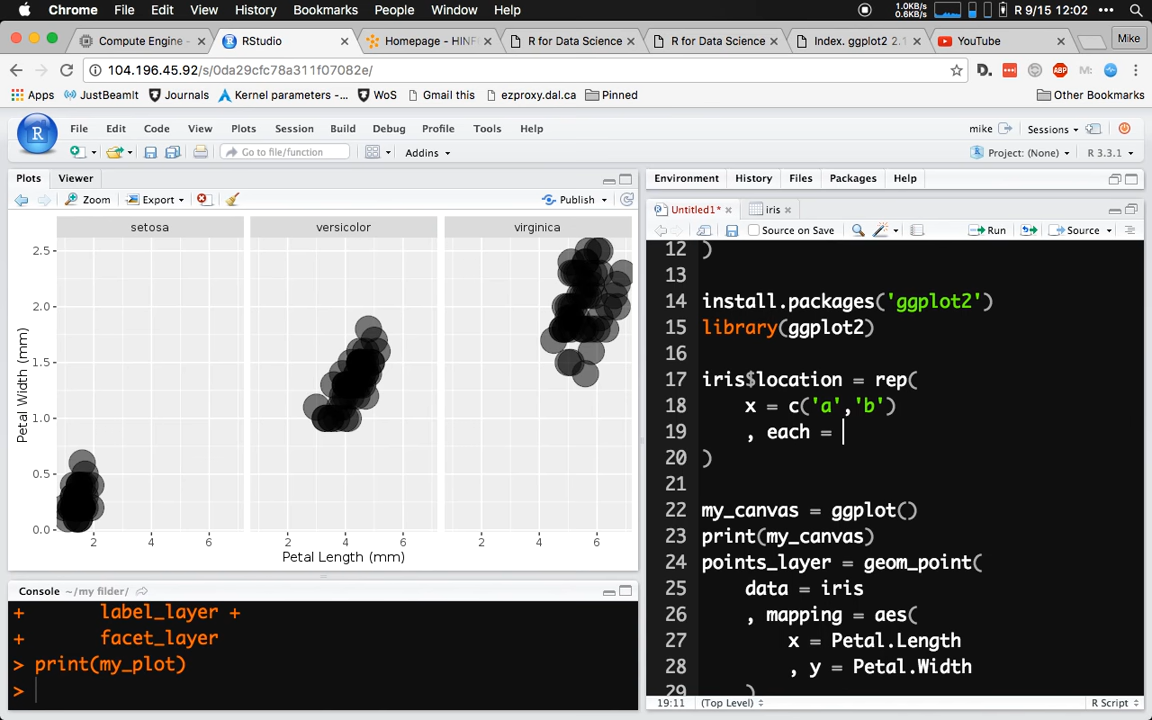 Chrome File Edit View History Bookmarks People Window Help 1.0KB/s 0.6KB/s R 9/15 12:02
Compute Engine - RStudio Homepage - HINF R for Data Science R for Data Science Index. ggplot2 2.1 YouTube Mike
104.196.45.92/s/0da29cfc78a311f07082e/ D. ABP M:
Apps JustBeamIt Journals Kernel parameters -... WoS Gmail this ezproxy.dal.ca Pinned Other Bookmarks
R File Edit Code View Plots Session Build Debug Profile Tools Help mike Sessions
Go to file/function Addins Project: (None) R 3.3.1
Plots Viewer
Zoom Export Publish
setosa versicolor virginica
2.5
2.0
1.5
1.0
0.5
0.0
Petal Width (mm)
2 4 6 2 4 6 2 4 6
Petal Length (mm)
Console ~/my filder/
+ label_layer +
+ facet_layer
> print(my_plot)
>
Environment History Files Packages Help
Untitled1* iris
Source on Save Run Source
12 )
13
14 install.packages('ggplot2')
15 library(ggplot2)
16
17 iris$location = rep(
18 x = c('a','b')
19 , each =
20 )
21
22 my_canvas = ggplot()
23 print(my_canvas)
24 points_layer = geom_point(
25 data = iris
26 , mapping = aes(
27 x = Petal.Length
28 , y = Petal.Width
29 )
19:11 (Top Level) R Script